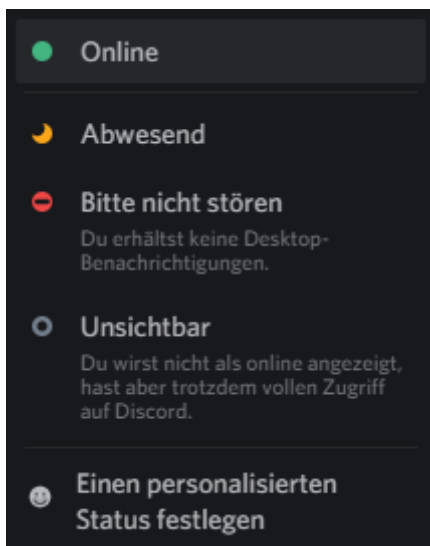 Online
Abwesend
Bitte nicht stören
Du erhältst keine Desktop-
Benachrichtigungen.
Unsichtbar
Du wirst nicht als online angezeigt,
hast aber trotzdem vollen Zugriff
auf Discord.
Einen personalisierten
Status festlegen